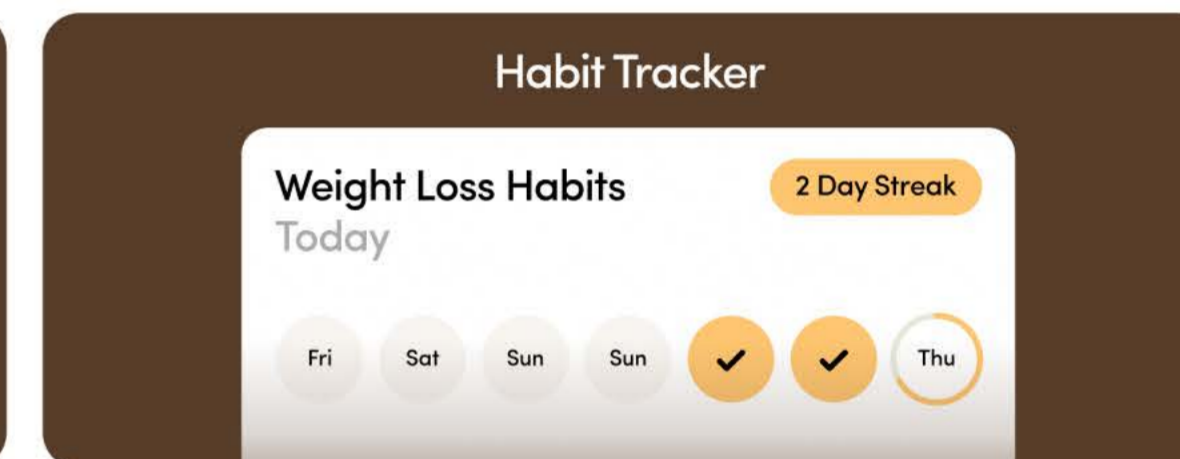 Habit Tracker
Weight Loss Habits
2 Day Streak
Today
Fri Sat Sun Sun Thu